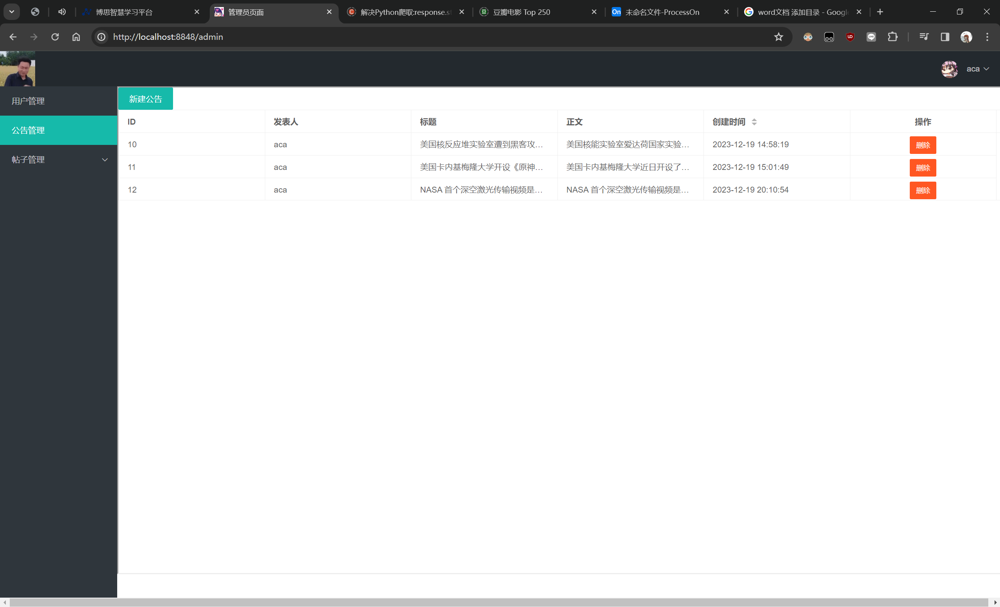 博思智慧学习平台
管理员页面
解决Python爬取:response.st
豆瓣电影 Top 250
On 未命名文件-ProcessOn
word文档 添加目录 - Googl
http://localhost:8848/admin
aca
用户管理
公告管理
帖子管理
新建公告
ID 发表人 标题 正文 创建时间 操作
10 aca 美国核反应堆实验室遭到黑客攻... 美国核能实验室爱达荷国家实验... 2023-12-19 14:58:19 删除
11 aca 美国卡内基梅隆大学开设《原神... 美国卡内基梅隆大学近日开设了... 2023-12-19 15:01:49 删除
12 aca NASA 首个深空激光传输视频是... NASA 首个深空激光传输视频是... 2023-12-19 20:10:54 删除